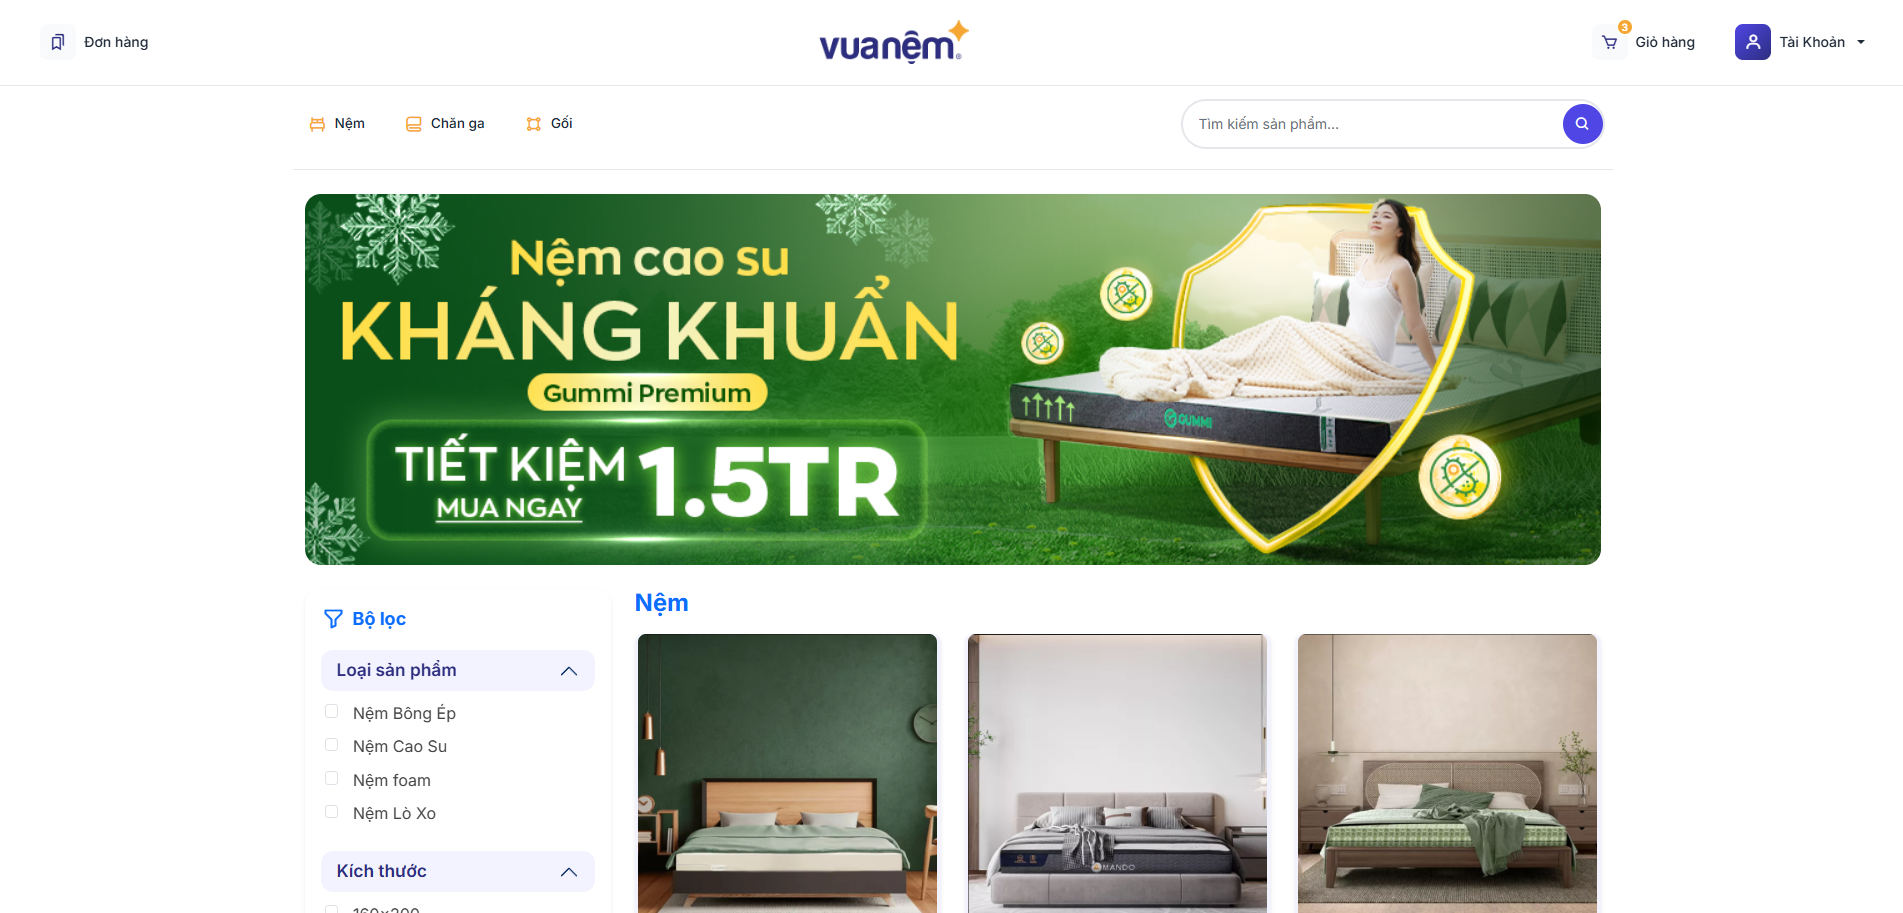 Đơn hàng
vuanệm
®
3
Giỏ hàng
Tài Khoản
Nệm
Chăn ga
Gối
Tìm kiếm sản phẩm...
Nệm cao su
KHÁNG KHUẨN
Gummi Premium
TIẾT KIỆM
MUA NGAY
1.5TR
GUMMI
Bộ lọc
Nệm
Loại sản phẩm
Nệm Bông Ép
Nệm Cao Su
Nệm foam
Nệm Lò Xo
MANDO
Kích thước
160x200